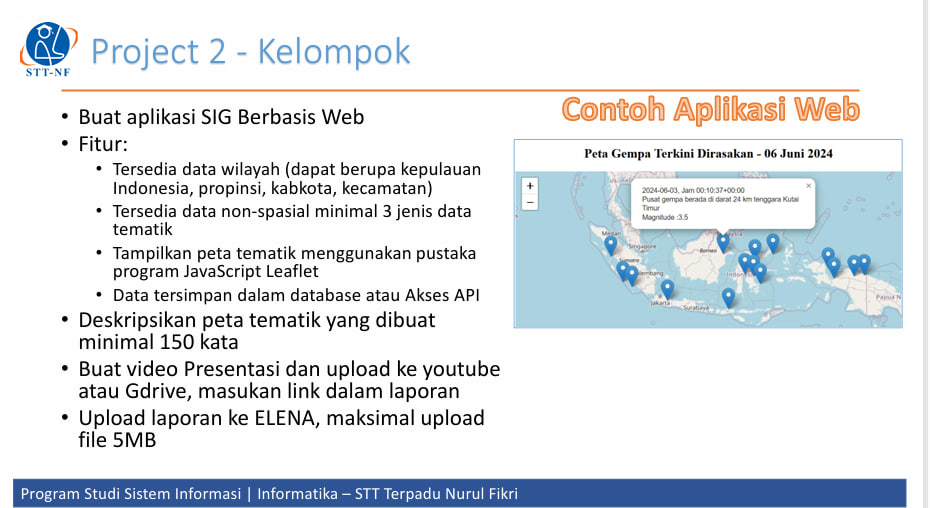 STT-NF
Project 2 - Kelompok
• Buat aplikasi SIG Berbasis Web
• Fitur:
• Tersedia data wilayah (dapat berupa kepulauan
Indonesia, propinsi, kabkota, kecamatan)
• Tersedia data non-spasial minimal 3 jenis data
tematik
• Tampilkan peta tematik menggunakan pustaka
program JavaScript Leaflet
• Data tersimpan dalam database atau Akses API
• Deskripsikan peta tematik yang dibuat
minimal 150 kata
• Buat video Presentasi dan upload ke youtube
atau Gdrive, masukan link dalam laporan
• Upload laporan ke ELENA, maksimal upload
file 5MB
Contoh Aplikasi Web
Peta Gempa Terkini Dirasakan - 06 Juni 2024
+
−
×
2024-06-03, Jam 00:10:37+00:00
Pusat gempa berada di darat 24 km tenggara Kutai
Timur
Magnitude :3.5
Medan
Singapore
Borneo
Sumatra
Jakarta
Surabaya
Papua N
Program Studi Sistem Informasi | Informatika – STT Terpadu Nurul Fikri